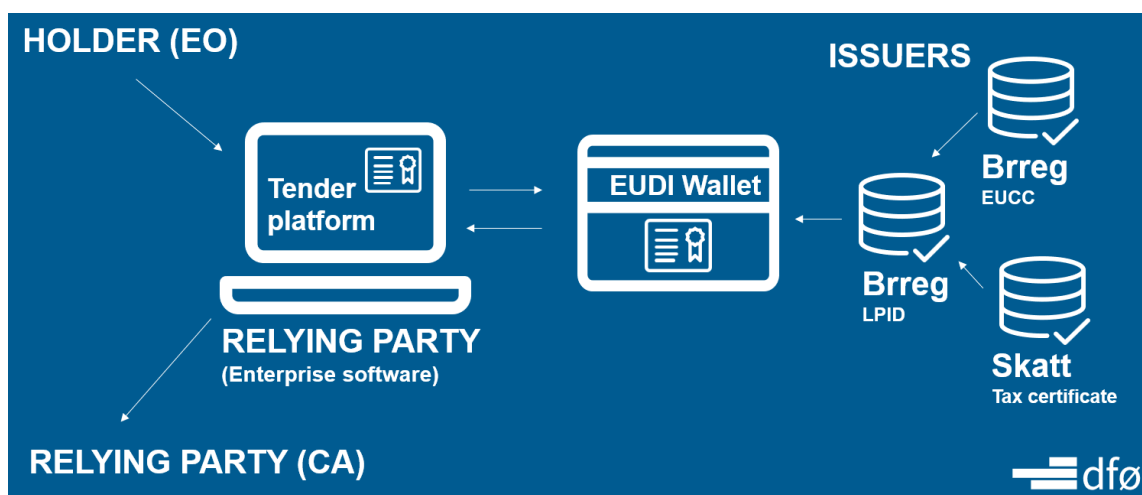 HOLDER (EO)
ISSUERS
Tender
platform
EUDI Wallet
Brreg
EUCC
Brreg
LPID
RELYING PARTY
(Enterprise software)
Skatt
Tax certificate
RELYING PARTY (CA)
dfø